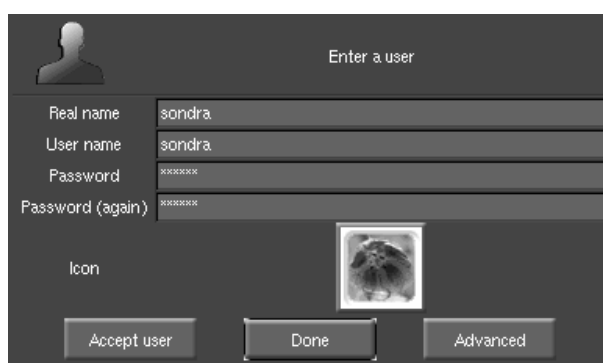 Enter a user
Real name sondra
User name sondra
Password ******
Password (again) ******
Icon
Accept user Done Advanced